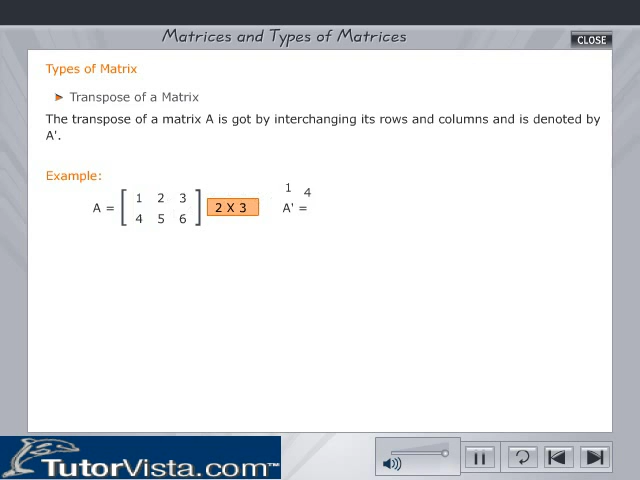 Matrices and Types of Matrices
CLOSE
Types of Matrix
Transpose of a Matrix
The transpose of a matrix A is got by interchanging its rows and columns and is denoted by
A'.
Example:
1 4
1 2 3
A = 2 X 3 A' =
4 5 6
TutorVista.com™